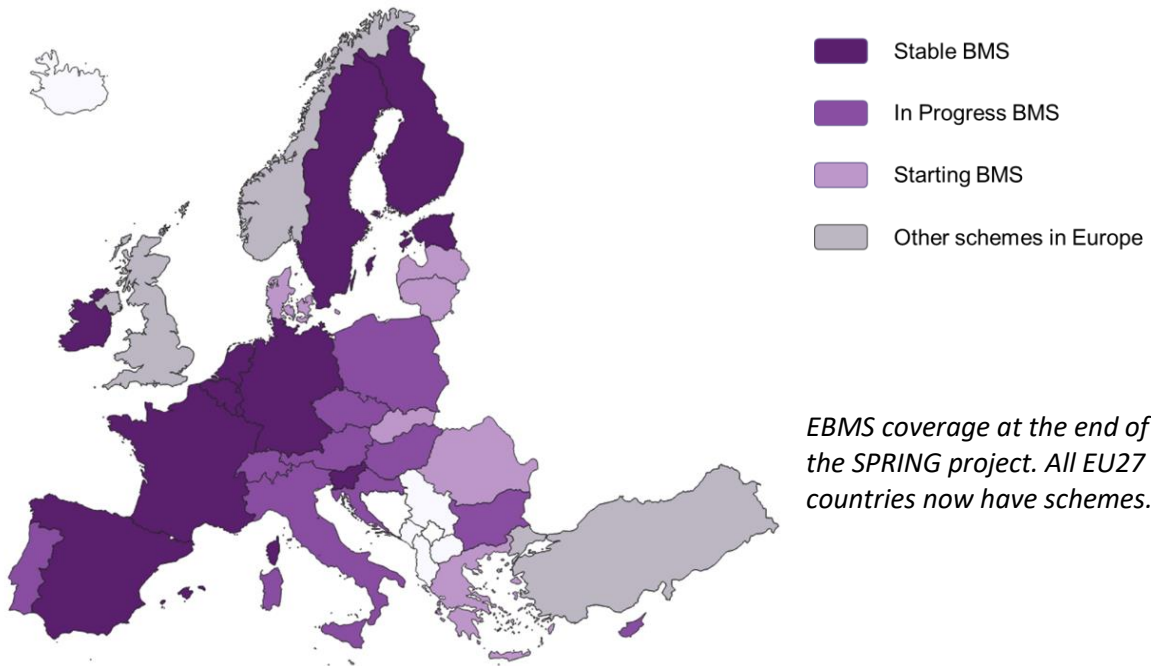 Stable BMS
In Progress BMS
Starting BMS
Other schemes in Europe
EBMS coverage at the end of
the SPRING project. All EU27
countries now have schemes.